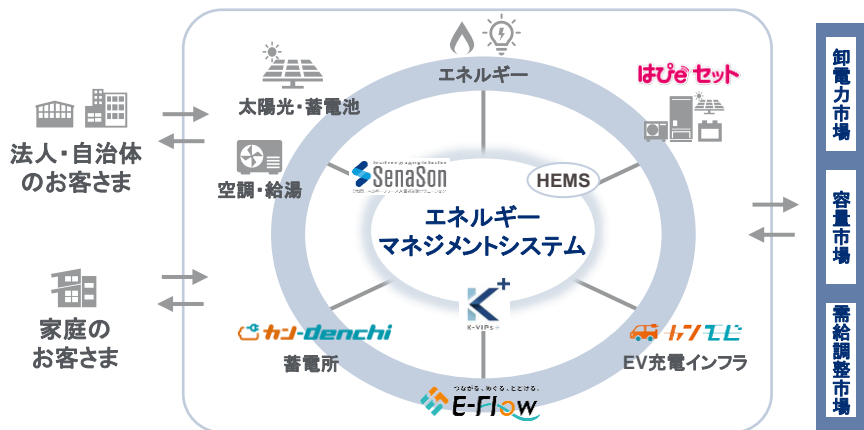 エネルギー
はぴeセット
太陽光・蓄電池
法人・自治体
のお客さま
空調・給湯
SenaSon
HEMS
エネルギー
マネジメントシステム
K+
K-VIPs+
家庭の
お客さま
カン-denchi
蓄電所
カンモビ
EV充電インフラ
つながる、めぐる、ととける。
E-Flow
卸電力市場
容量市場
需給調整市場